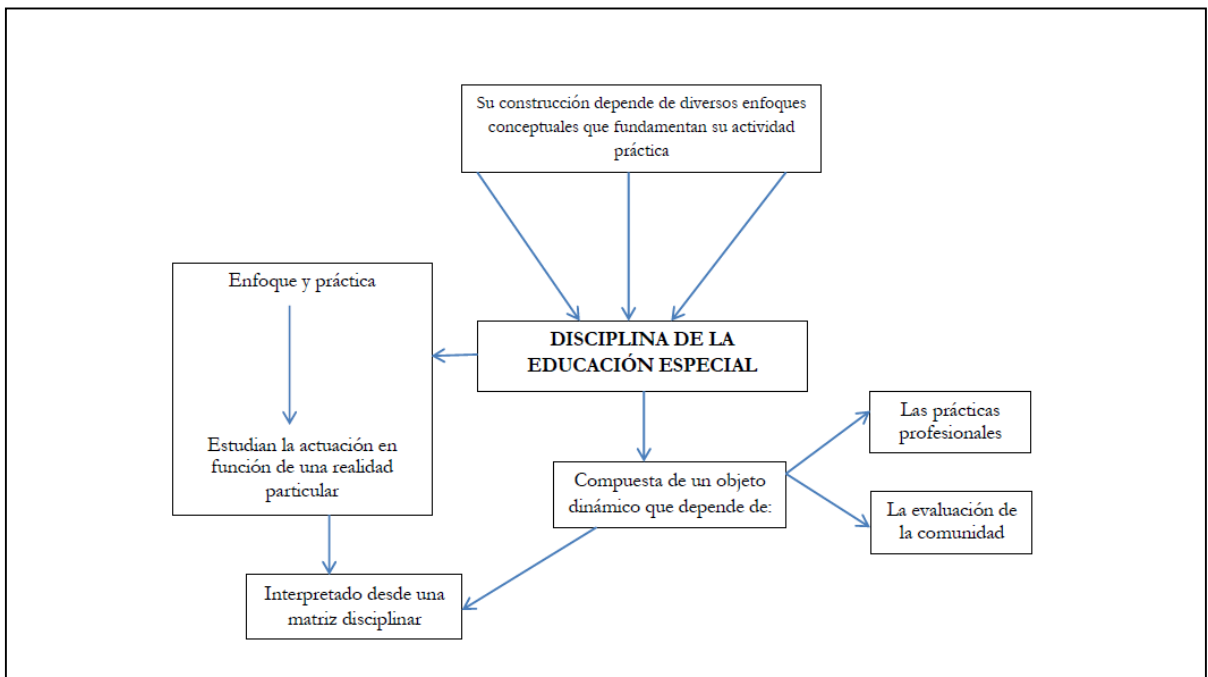 Su construcción depende de diversos enfoques
conceptuales que fundamentan su actividad
práctica
Enfoque y práctica
Estudian la actuación en
función de una realidad
particular
DISCIPLINA DE LA
EDUCACIÓN ESPECIAL
Las prácticas
profesionales
Compuesta de un objeto
dinámico que depende de:
La evaluación de
la comunidad
Interpretado desde una
matriz disciplinar